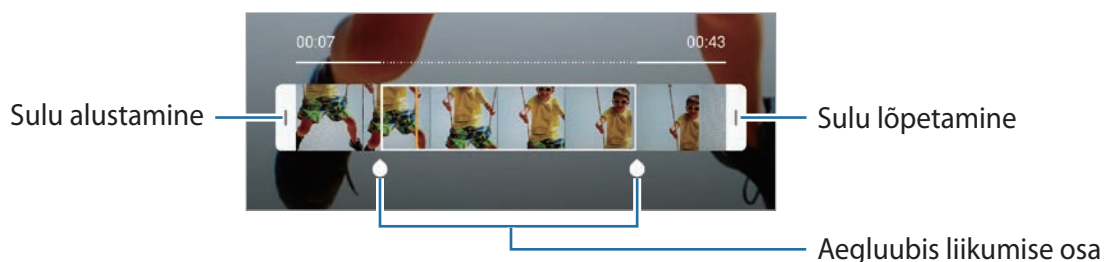 00:07 00:43
Sulu alustamine
Sulu lõpetamine
Aegluubis liikumise osa